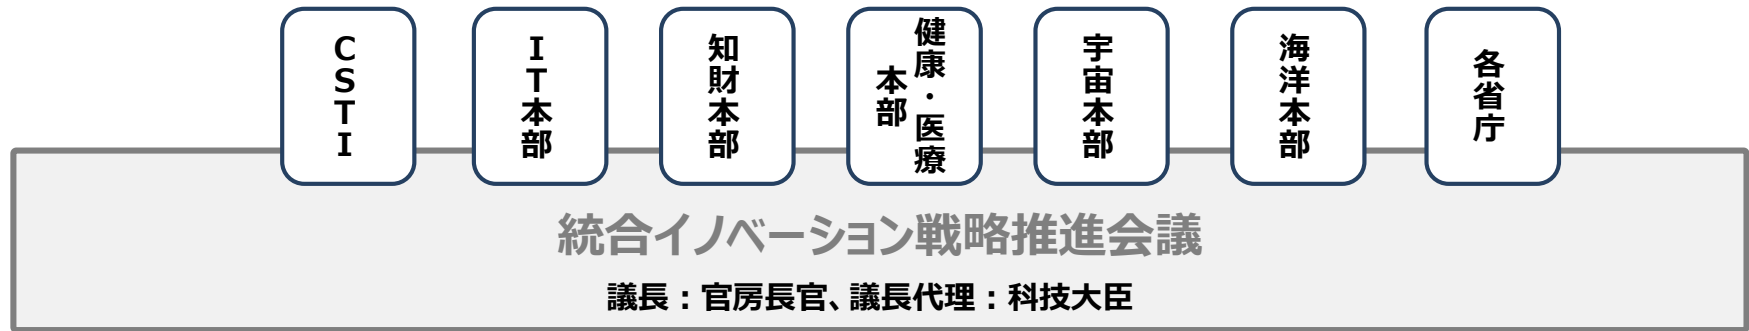 CSTI
IT本部
知財本部
健康・医療
本部
宇宙本部
海洋本部
各省庁
統合イノベーション戦略推進会議
議長：官房長官、議長代理：科技大臣